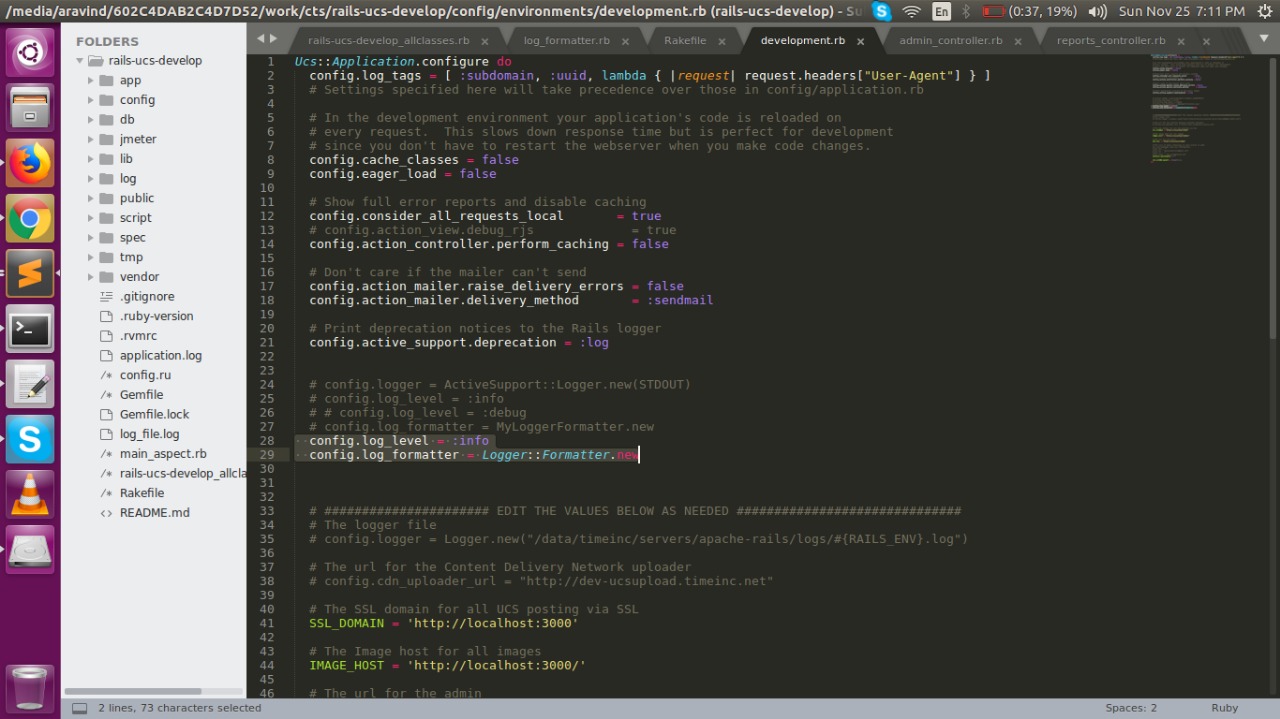 /media/aravind/602C4DAB2C4D7D52/work/cts/rails-ucs-develop/config/environments/development.rb (rails-ucs-develop) - Su
En
(0:37, 19%)
Sun Nov 25 7:11 PM
FOLDERS
rails-ucs-develop
app
config
db
jmeter
lib
log
public
script
spec
tmp
vendor
.gitignore
.ruby-version
.rvmrc
application.log
/* config.ru
/* Gemfile
Gemfile.lock
log_file.log
/* main_aspect.rb
/* rails-ucs-develop_allcla
/* Rakefile
<> README.md
rails-ucs-develop_allclasses.rb ×
log_formatter.rb ×
Rakefile ×
development.rb ×
admin_controller.rb ×
reports_controller.rb ×
×
1 Ucs::Application.configure do
2 config.log_tags = [ :subdomain, :uuid, lambda { |request| request.headers["User-Agent"] } ]
3 # Settings specified here will take precedence over those in config/application.rb
4
5 # In the development environment your application's code is reloaded on
6 # every request. This slows down response time but is perfect for development
7 # since you don't have to restart the webserver when you make code changes.
8 config.cache_classes = false
9 config.eager_load = false
10
11 # Show full error reports and disable caching
12 config.consider_all_requests_local       = true
13 # config.action_view.debug_rjs             = true
14 config.action_controller.perform_caching = false
15
16 # Don't care if the mailer can't send
17 config.action_mailer.raise_delivery_errors = false
18 config.action_mailer.delivery_method       = :sendmail
19
20 # Print deprecation notices to the Rails logger
21 config.active_support.deprecation = :log
22
23
24 # config.logger = ActiveSupport::Logger.new(STDOUT)
25 # config.log_level = :info
26 # # config.log_level = :debug
27 # config.log_formatter = MyLoggerFormatter.new
28 config.log_level = :info
29 config.log_formatter = Logger::Formatter.new
30
31
32
33 # ###################### EDIT THE VALUES BELOW AS NEEDED ##############################
34 # The logger file
35 # config.logger = Logger.new("/data/timeinc/servers/apache-rails/logs/#{RAILS_ENV}.log")
36
37 # The url for the Content Delivery Network uploader
38 # config.cdn_uploader_url = "http://dev-ucsupload.timeinc.net"
39
40 # The SSL domain for all UCS posting via SSL
41 SSL_DOMAIN = 'http://localhost:3000'
42
43 # The Image host for all images
44 IMAGE_HOST = 'http://localhost:3000/'
45
46 # The url for the admin
2 lines, 73 characters selected
Spaces: 2
Ruby